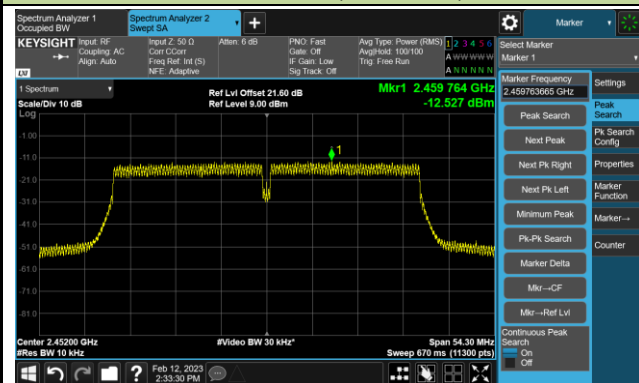 Spectrum Analyzer 1
Occupied BW
Spectrum Analyzer 2
Swept SA
Marker
KEYSIGHT
Input: RF
Coupling: AC
Align: Auto
Input Z: 50 Ω
Corr CCorr
Freq Ref: Int (S)
NFE: Adaptive
Atten: 6 dB
PNO: Fast
Gate: Off
IF Gain: Low
Sig Track: Off
Avg Type: Power (RMS)
Avg|Hold: 100/100
Trig: Free Run
1 2 3 4 5 6
A W W W W W
A N N N N N
LXI
Select Marker
Marker 1
1 Spectrum
Scale/Div 10 dB
Log
Ref Lvl Offset 21.60 dB
Ref Level 9.00 dBm
Mkr1 2.459 764 GHz
-12.527 dBm
1
-1.00
-11.0
-21.0
-31.0
-41.0
-51.0
-61.0
-71.0
-81.0
Center 2.45200 GHz
#Res BW 10 kHz
#Video BW 30 kHz*
Span 54.30 MHz
Sweep 670 ms (11300 pts)
Marker Frequency
2.459763665 GHz
Peak Search
Next Peak
Next Pk Right
Next Pk Left
Minimum Peak
Pk-Pk Search
Marker Delta
Mkr→CF
Mkr→Ref Lvl
Continuous Peak
Search
On
Off
Settings
Peak
Search
Pk Search
Config
Properties
Marker
Function
Marker→
Counter
?
Feb 12, 2023
2:33:30 PM